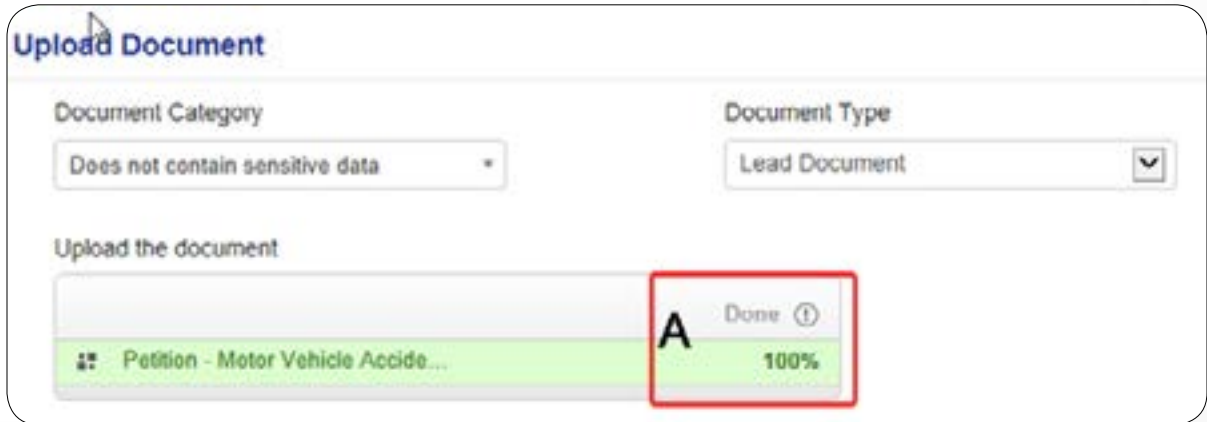 Upload Document
Document Category
Document Type
Does not contain sensitive data
Lead Document
Upload the document
A
Done
Petition - Motor Vehicle Accide...
100%